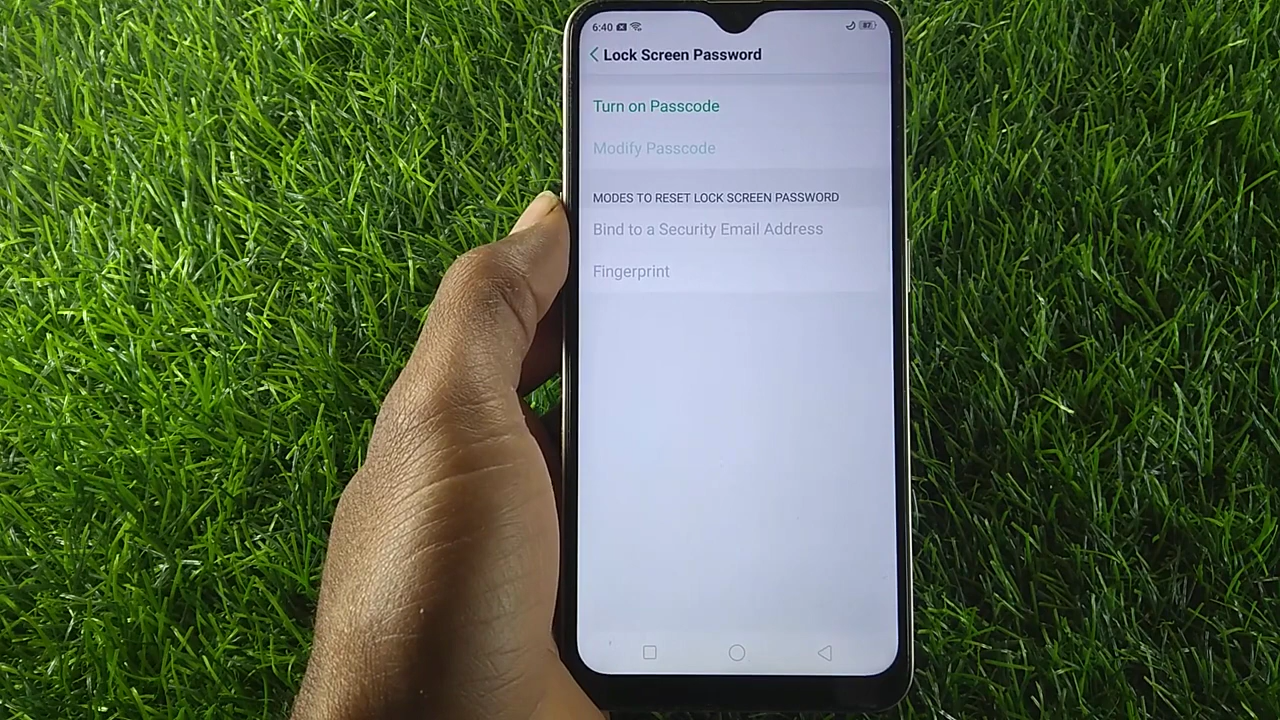 6:40 87
Lock Screen Password
Turn on Passcode
Modify Passcode
MODES TO RESET LOCK SCREEN PASSWORD
Bind to a Security Email Address
Fingerprint